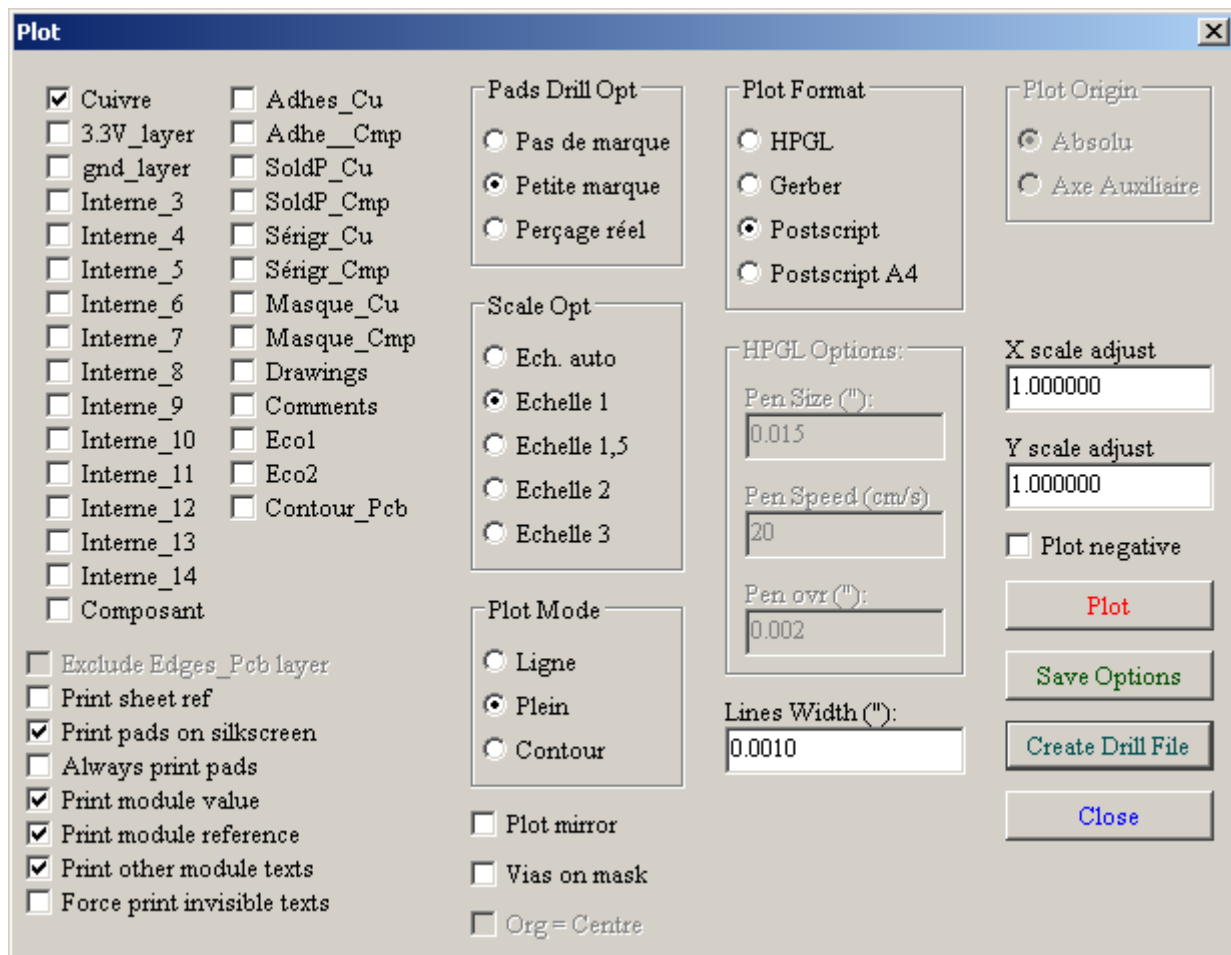 Plot
Cuivre
3.3V_layer
gnd_layer
Interne_3
Interne_4
Interne_5
Interne_6
Interne_7
Interne_8
Interne_9
Interne_10
Interne_11
Interne_12
Interne_13
Interne_14
Composant
Adhes_Cu
Adhe__Cmp
SoldP_Cu
SoldP_Cmp
Sérigr_Cu
Sérigr_Cmp
Masque_Cu
Masque_Cmp
Drawings
Comments
Eco1
Eco2
Contour_Pcb
Exclude Edges_Pcb layer
Print sheet ref
Print pads on silkscreen
Always print pads
Print module value
Print module reference
Print other module texts
Force print invisible texts
Pads Drill Opt
Pas de marque
Petite marque
Perçage réel
Scale Opt
Ech. auto
Echelle 1
Echelle 1,5
Echelle 2
Echelle 3
Plot Mode
Ligne
Plein
Contour
Plot mirror
Vias on mask
Org = Centre
Plot Format
HPGL
Gerber
Postscript
Postscript A4
HPGL Options:
Pen Size ("):
0.015
Pen Speed (cm/s)
20
Pen ovr ("):
0.002
Lines Width ("):
0.0010
Plot Origin
Absolu
Axe Auxiliaire
X scale adjust
1.000000
Y scale adjust
1.000000
Plot negative
Plot
Save Options
Create Drill File
Close